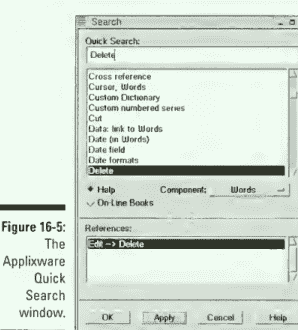 Search
Quick Search:
Delete
Cross reference
Cursor, Words
Custom Dictionary
Custom numbered series
Cut
Data: link to Words
Date (in Words)
Date field
Date formats
Delete
Help Component: Words
On-Line Books
References:
Edit -> Delete
OK Apply Cancel Help
Figure 16-5:
The
Applixware
Quick
Search
window.